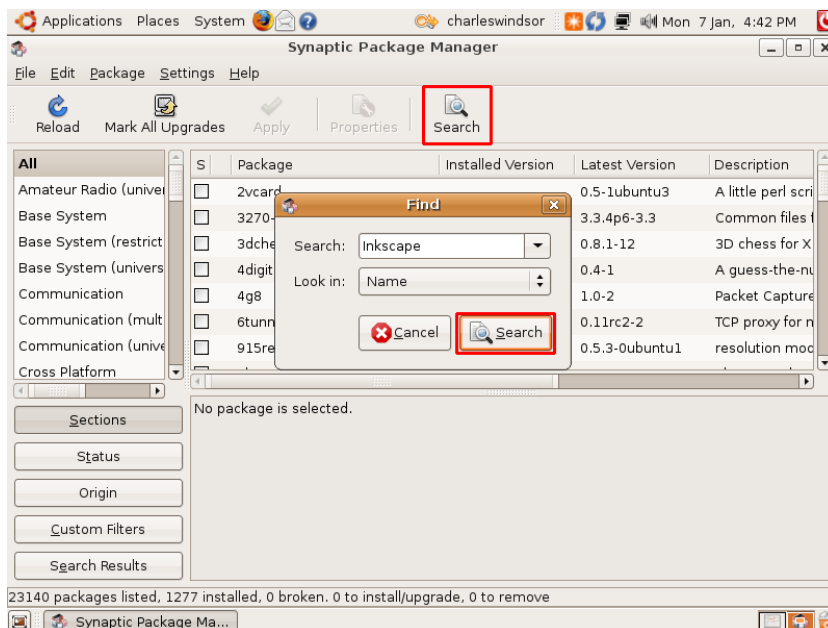 Applications Places System charleswindsor Mon 7 Jan, 4:42 PM
Synaptic Package Manager
File Edit Package Settings Help
Reload Mark All Upgrades Apply Properties Search
All
Amateur Radio (univer
Base System
Base System (restrict
Base System (univers
Communication
Communication (mult
Communication (unive
Cross Platform
S Package Installed Version Latest Version Description
2vcard 0.5-1ubuntu3 A little perl scri
3270- 3.3.4p6-3.3 Common files f
3dche 0.8.1-12 3D chess for X
4digit 0.4-1 A guess-the-nu
4g8 1.0-2 Packet Capture
6tunn 0.11rc2-2 TCP proxy for n
915re 0.5.3-0ubuntu1 resolution mod
Find
Search: Inkscape
Look in: Name
Cancel Search
No package is selected.
Sections
Status
Origin
Custom Filters
Search Results
23140 packages listed, 1277 installed, 0 broken. 0 to install/upgrade, 0 to remove
Synaptic Package Ma...